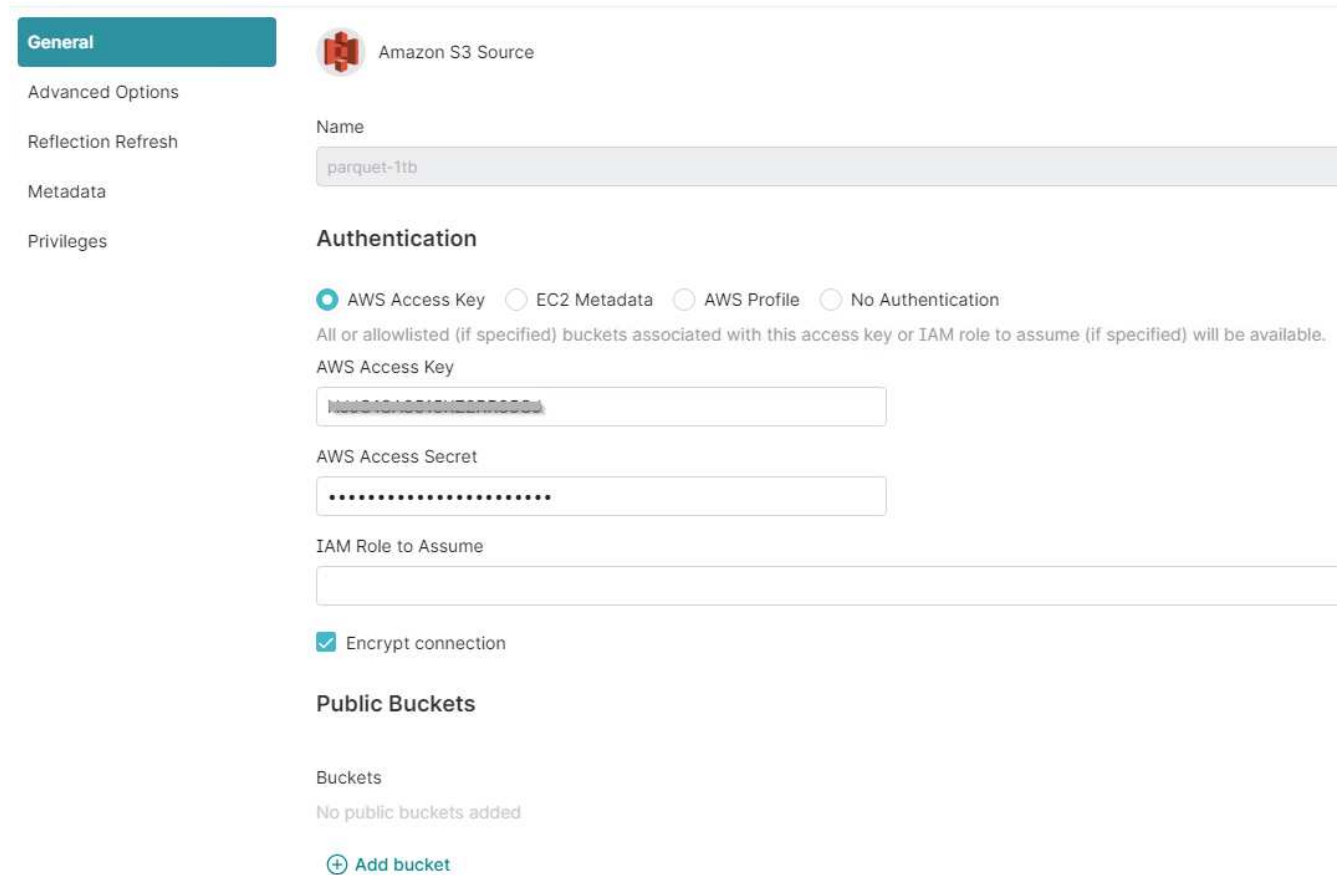 General
Advanced Options
Reflection Refresh
Metadata
Privileges
Amazon S3 Source
Name
parquet-1tb
Authentication
AWS Access Key EC2 Metadata AWS Profile No Authentication
All or allowlisted (if specified) buckets associated with this access key or IAM role to assume (if specified) will be available.
AWS Access Key
AWS Access Secret
••••••••••••••••••••••
IAM Role to Assume
Encrypt connection
Public Buckets
Buckets
No public buckets added
Add bucket